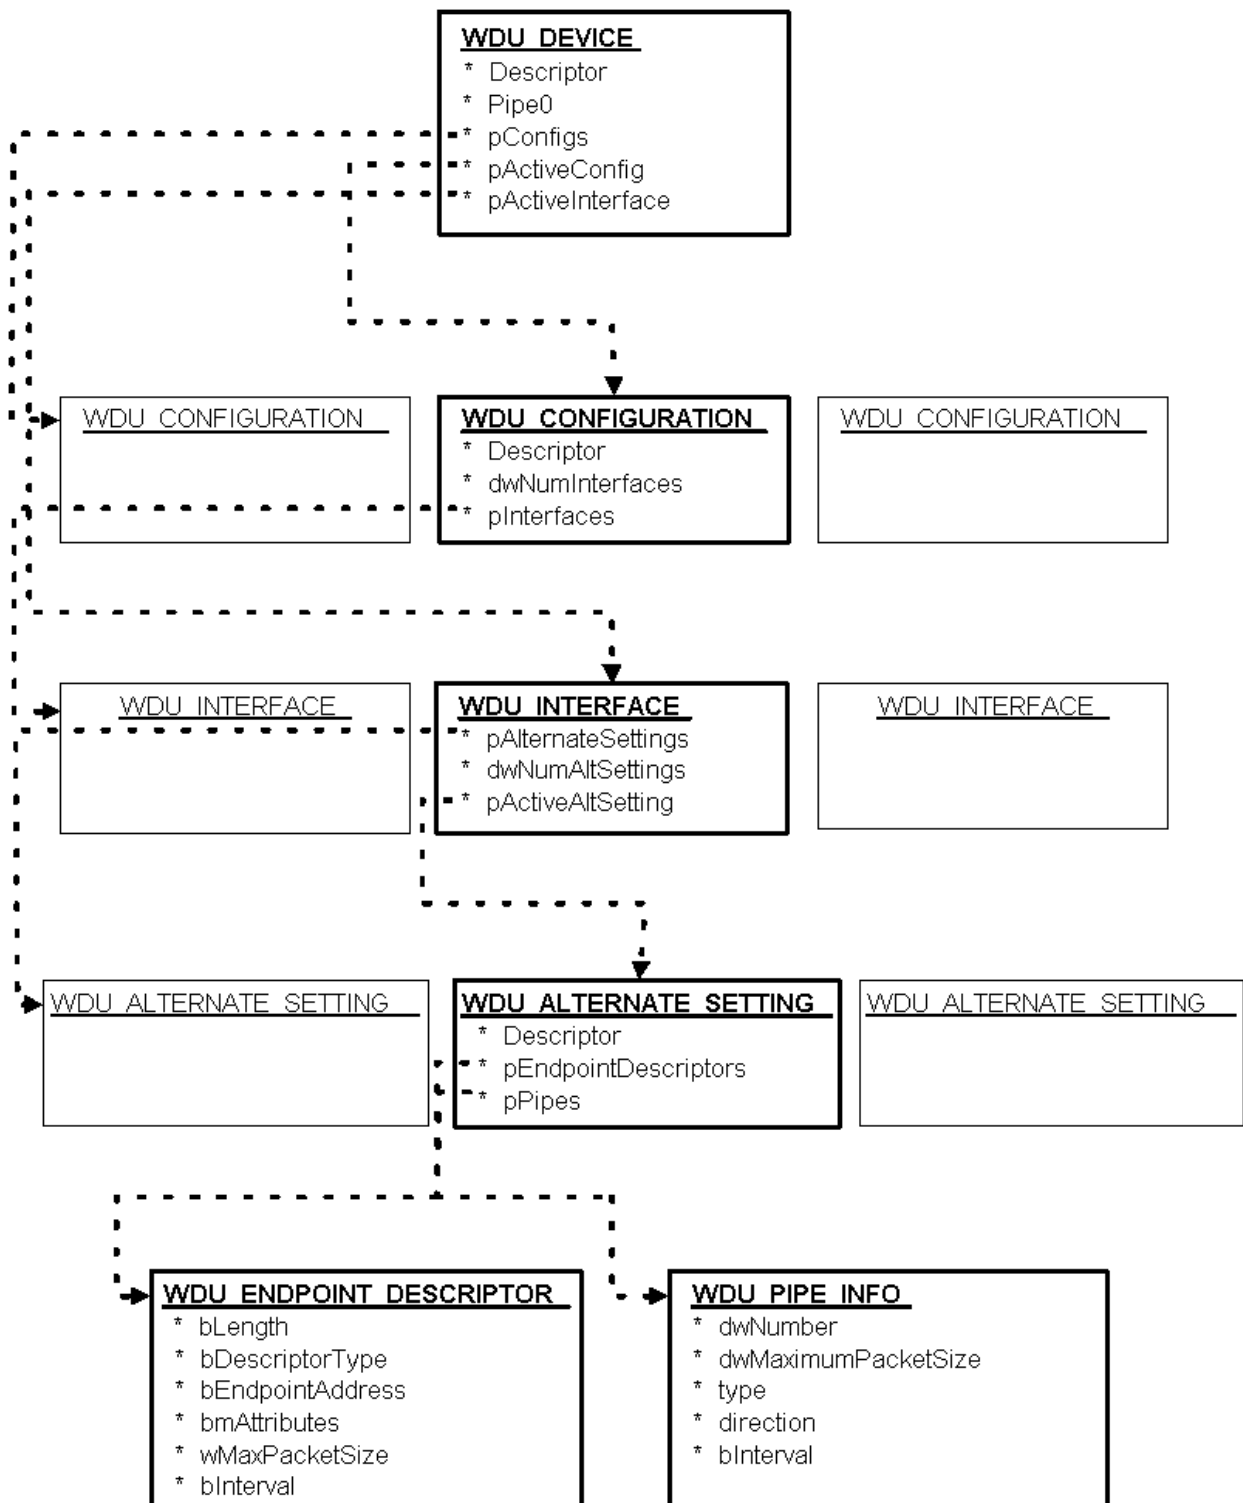 WDU_DEVICE
* Descriptor
* Pipe0
* pConfigs
* pActiveConfig
* pActiveInterface
WDU_CONFIGURATION
WDU_CONFIGURATION
* Descriptor
* dwNumInterfaces
* pInterfaces
WDU_CONFIGURATION
WDU_INTERFACE
WDU_INTERFACE
* pAlternateSettings
* dwNumAltSettings
* pActiveAltSetting
WDU_INTERFACE
WDU_ALTERNATE_SETTING
WDU_ALTERNATE_SETTING
* Descriptor
* pEndpointDescriptors
* pPipes
WDU_ALTERNATE_SETTING
WDU_ENDPOINT_DESCRIPTOR
* bLength
* bDescriptorType
* bEndpointAddress
* bmAttributes
* wMaxPacketSize
* bInterval
WDU_PIPE_INFO
* dwNumber
* dwMaximumPacketSize
* type
* direction
* bInterval